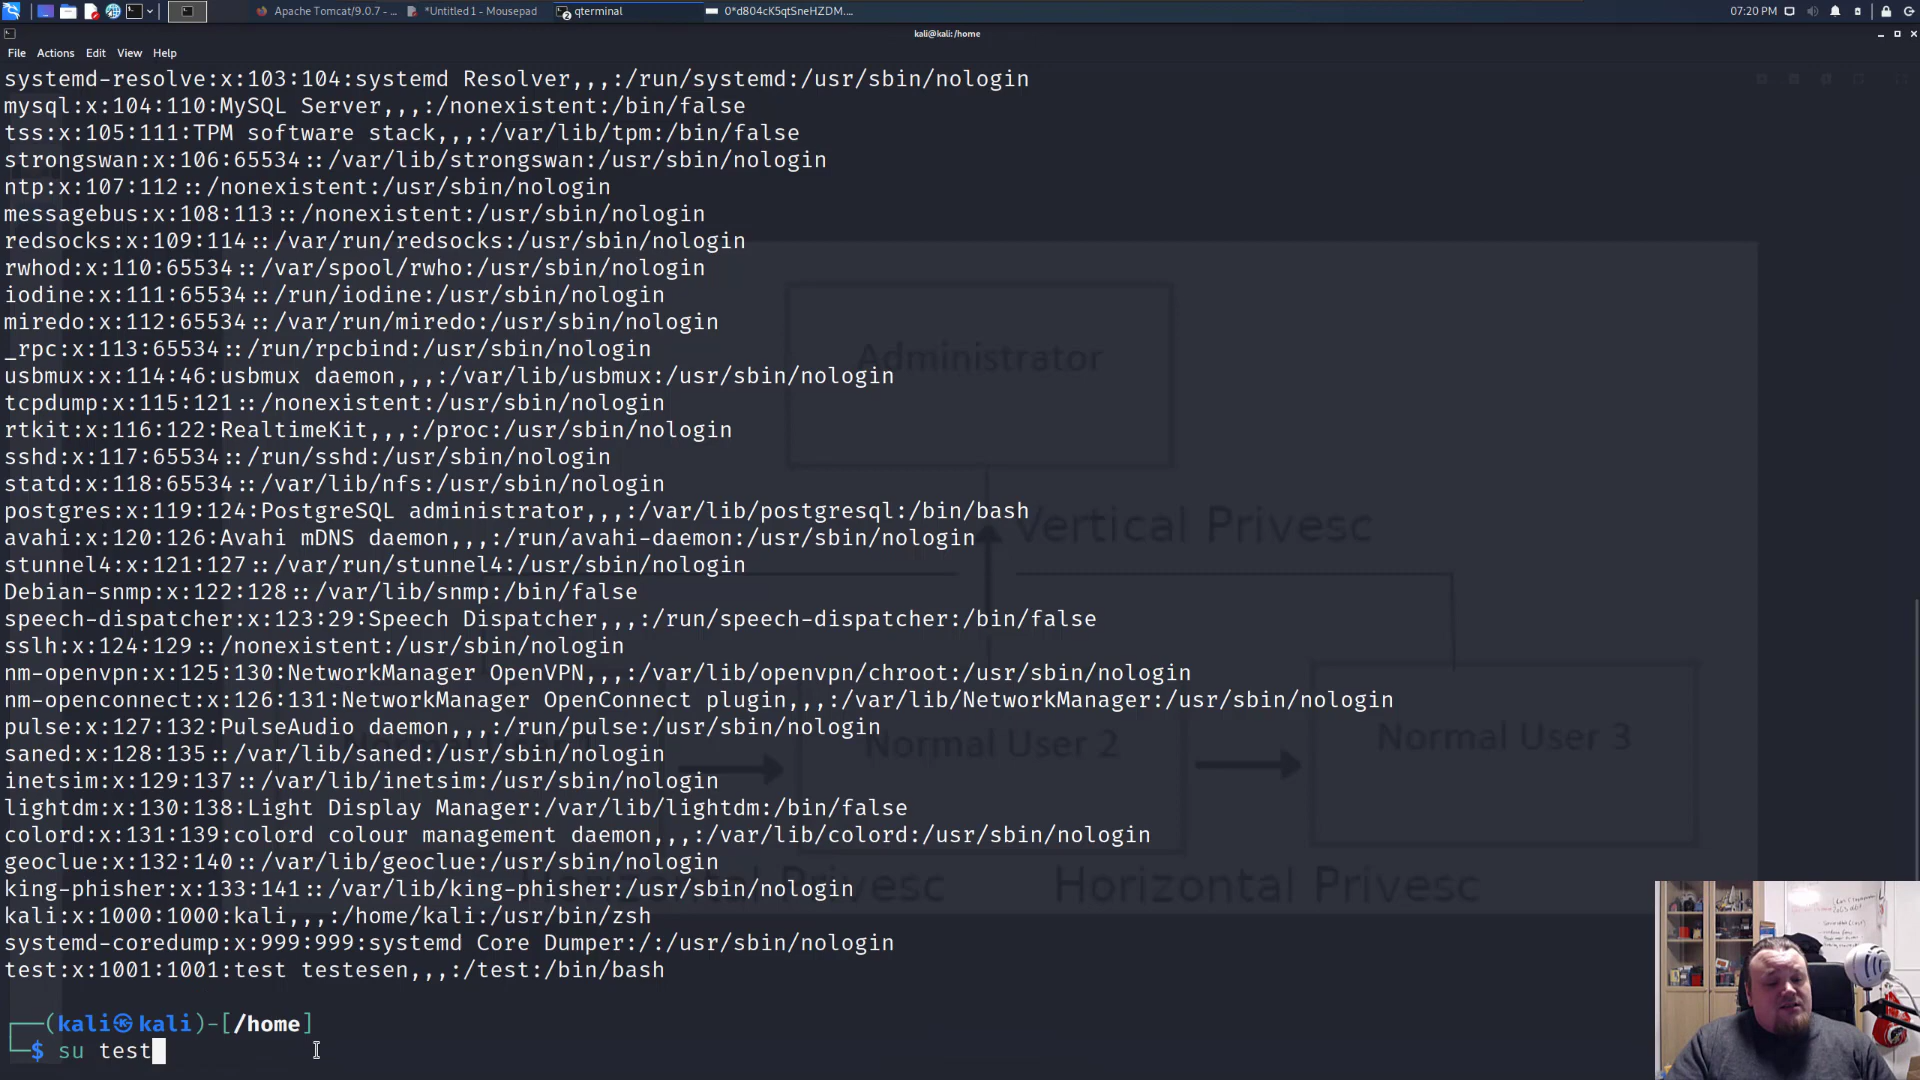 Apache Tomcat/9.0.7 - ...
*Untitled 1 - Mousepad
qterminal
0*d804cK5qtSneHZDM....
07:20 PM
kali@kali:/home
File Actions Edit View Help
systemd-resolve:x:103:104:systemd Resolver,,,:/run/systemd:/usr/sbin/nologin
mysql:x:104:110:MySQL Server,,,:/nonexistent:/bin/false
tss:x:105:111:TPM software stack,,,:/var/lib/tpm:/bin/false
strongswan:x:106:65534::/var/lib/strongswan:/usr/sbin/nologin
ntp:x:107:112::/nonexistent:/usr/sbin/nologin
messagebus:x:108:113::/nonexistent:/usr/sbin/nologin
redsocks:x:109:114::/var/run/redsocks:/usr/sbin/nologin
rwhod:x:110:65534::/var/spool/rwho:/usr/sbin/nologin
iodine:x:111:65534::/run/iodine:/usr/sbin/nologin
miredo:x:112:65534::/var/run/miredo:/usr/sbin/nologin
_rpc:x:113:65534::/run/rpcbind:/usr/sbin/nologin
usbmux:x:114:46:usbmux daemon,,,:/var/lib/usbmux:/usr/sbin/nologin
tcpdump:x:115:121::/nonexistent:/usr/sbin/nologin
rtkit:x:116:122:RealtimeKit,,,:/proc:/usr/sbin/nologin
sshd:x:117:65534::/run/sshd:/usr/sbin/nologin
statd:x:118:65534::/var/lib/nfs:/usr/sbin/nologin
postgres:x:119:124:PostgreSQL administrator,,,:/var/lib/postgresql:/bin/bash
avahi:x:120:126:Avahi mDNS daemon,,,:/run/avahi-daemon:/usr/sbin/nologin
stunnel4:x:121:127::/var/run/stunnel4:/usr/sbin/nologin
Debian-snmp:x:122:128::/var/lib/snmp:/bin/false
speech-dispatcher:x:123:29:Speech Dispatcher,,,:/run/speech-dispatcher:/bin/false
sslh:x:124:129::/nonexistent:/usr/sbin/nologin
nm-openvpn:x:125:130:NetworkManager OpenVPN,,,:/var/lib/openvpn/chroot:/usr/sbin/nologin
nm-openconnect:x:126:131:NetworkManager OpenConnect plugin,,,:/var/lib/NetworkManager:/usr/sbin/nologin
pulse:x:127:132:PulseAudio daemon,,,:/run/pulse:/usr/sbin/nologin
saned:x:128:135::/var/lib/saned:/usr/sbin/nologin
inetsim:x:129:137::/var/lib/inetsim:/usr/sbin/nologin
lightdm:x:130:138:Light Display Manager:/var/lib/lightdm:/bin/false
colord:x:131:139:colord colour management daemon,,,:/var/lib/colord:/usr/sbin/nologin
geoclue:x:132:140::/var/lib/geoclue:/usr/sbin/nologin
king-phisher:x:133:141::/var/lib/king-phisher:/usr/sbin/nologin
kali:x:1000:1000:kali,,,:/home/kali:/usr/bin/zsh
systemd-coredump:x:999:999:systemd Core Dumper:/:/usr/sbin/nologin
test:x:1001:1001:test testesen,,,:/test:/bin/bash
┌──(kali㉿kali)-[/home]
└─$ su test
Administrator
Vertical Privesc
Normal User 2
Normal User 3
Horizontal Privesc
Horizontal Privesc